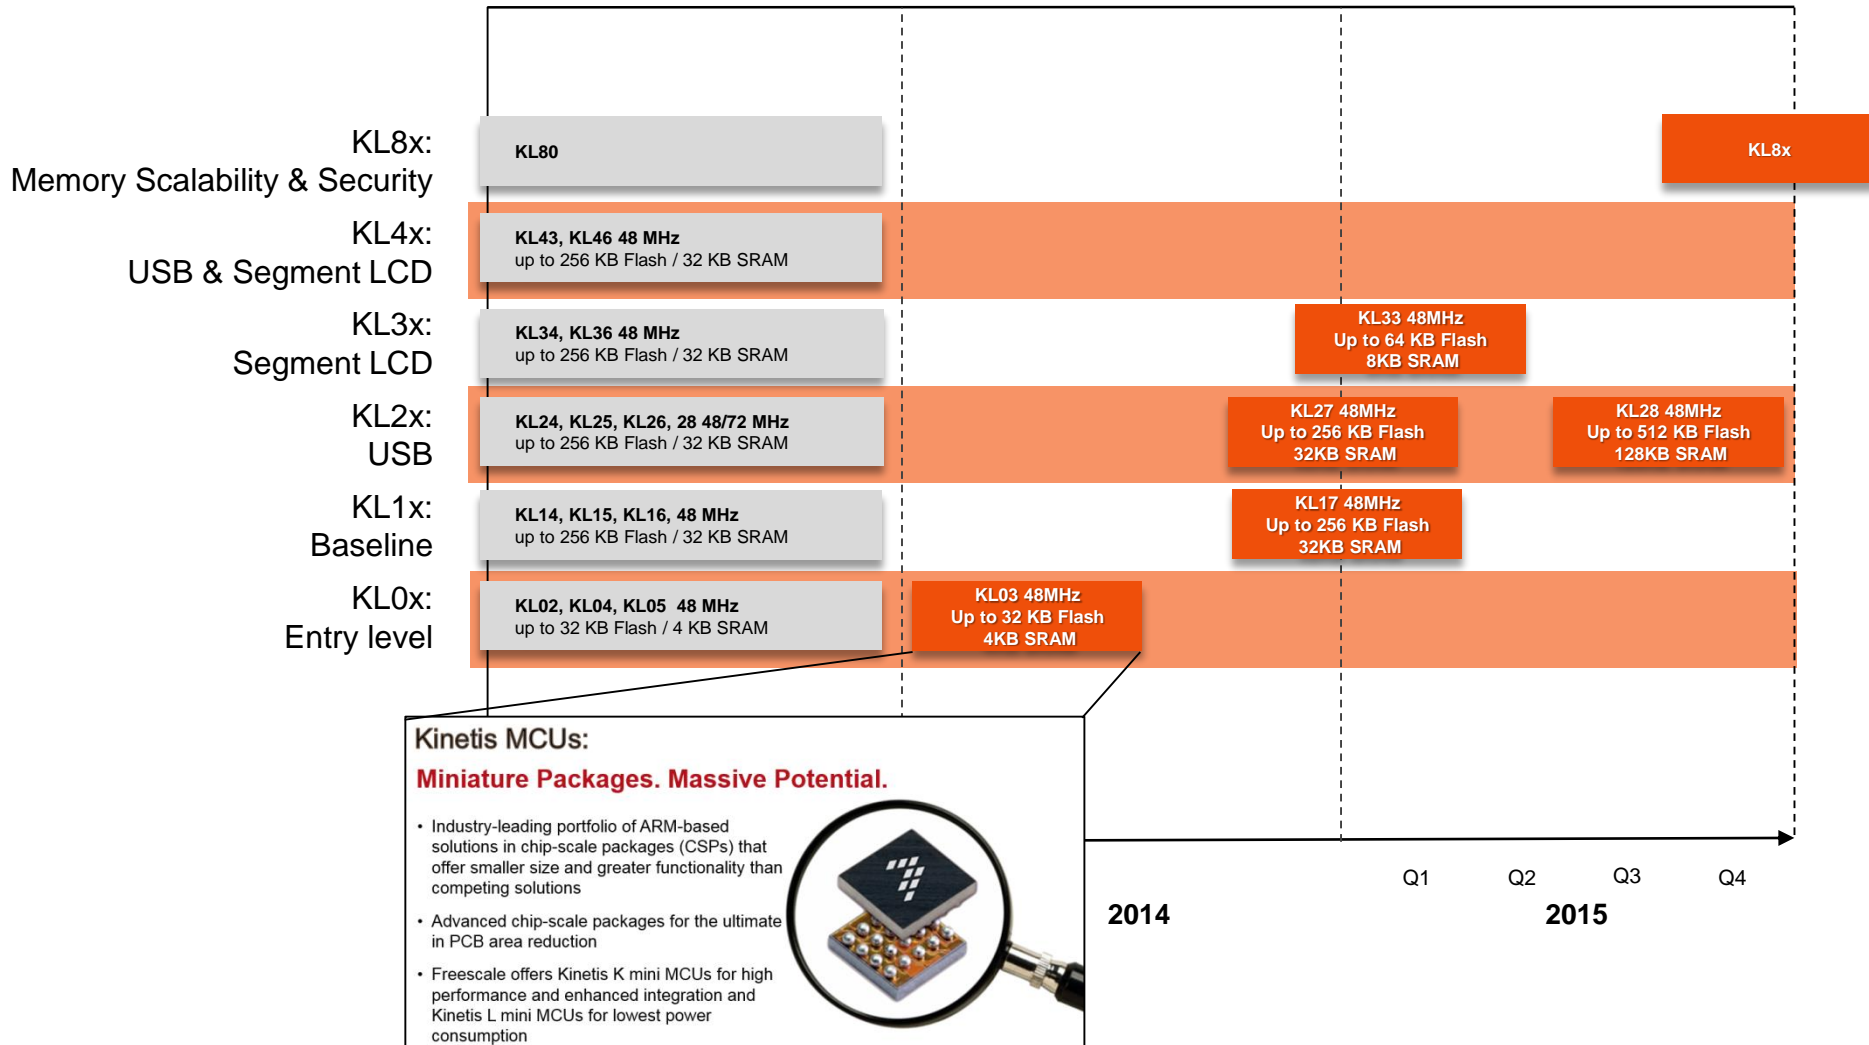 KL8x:
Memory Scalability & Security
KL80
KL8x
KL4x:
USB & Segment LCD
KL43, KL46 48 MHz
up to 256 KB Flash / 32 KB SRAM
KL3x:
Segment LCD
KL34, KL36 48 MHz
up to 256 KB Flash / 32 KB SRAM
KL33 48MHz
Up to 64 KB Flash
8KB SRAM
KL2x:
USB
KL24, KL25, KL26, 28 48/72 MHz
up to 256 KB Flash / 32 KB SRAM
KL27 48MHz
Up to 256 KB Flash
32KB SRAM
KL28 48MHz
Up to 512 KB Flash
128KB SRAM
KL1x:
Baseline
KL14, KL15, KL16, 48 MHz
up to 256 KB Flash / 32 KB SRAM
KL17 48MHz
Up to 256 KB Flash
32KB SRAM
KL0x:
Entry level
KL02, KL04, KL05 48 MHz
up to 32 KB Flash / 4 KB SRAM
KL03 48MHz
Up to 32 KB Flash
4KB SRAM
Kinetis MCUs:
Miniature Packages. Massive Potential.
• Industry-leading portfolio of ARM-based
solutions in chip-scale packages (CSPs) that
offer smaller size and greater functionality than
competing solutions
• Advanced chip-scale packages for the ultimate
in PCB area reduction
• Freescale offers Kinetis K mini MCUs for high
performance and enhanced integration and
Kinetis L mini MCUs for lowest power
consumption
Q1 Q2 Q3 Q4
2014 2015